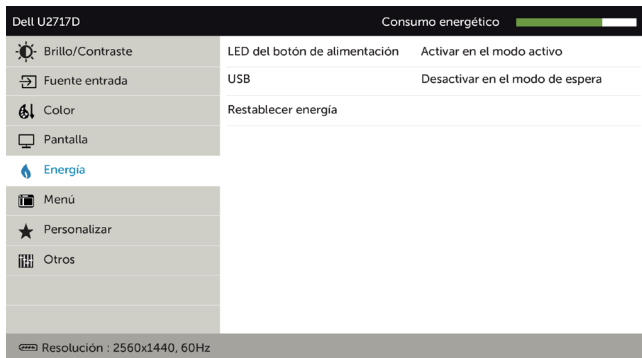 Dell U2717D Consumo energético
Brillo/Contraste LED del botón de alimentación Activar en el modo activo
Fuente entrada USB Desactivar en el modo de espera
Color Restablecer energía
Pantalla
Energía
Menú
Personalizar
Otros
Resolución : 2560x1440, 60Hz